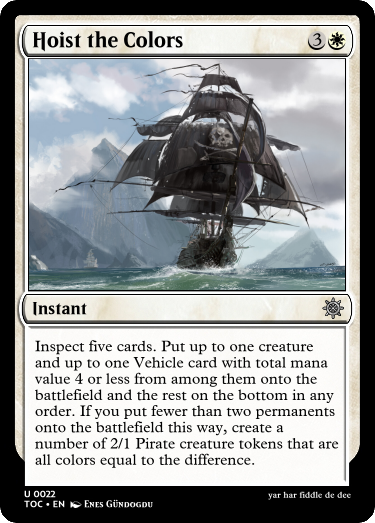 Hoist the Colors 3
Instant
Inspect five cards. Put up to one creature
and up to one Vehicle card with total mana
value 4 or less from among them onto the
battlefield and the rest on the bottom in any
order. If you put fewer than two permanents
onto the battlefield this way, create a
number of 2/1 Pirate creature tokens that are
all colors equal to the difference.
U 0022 yar har fiddle de dee
TOC • EN Enes Gündogdu